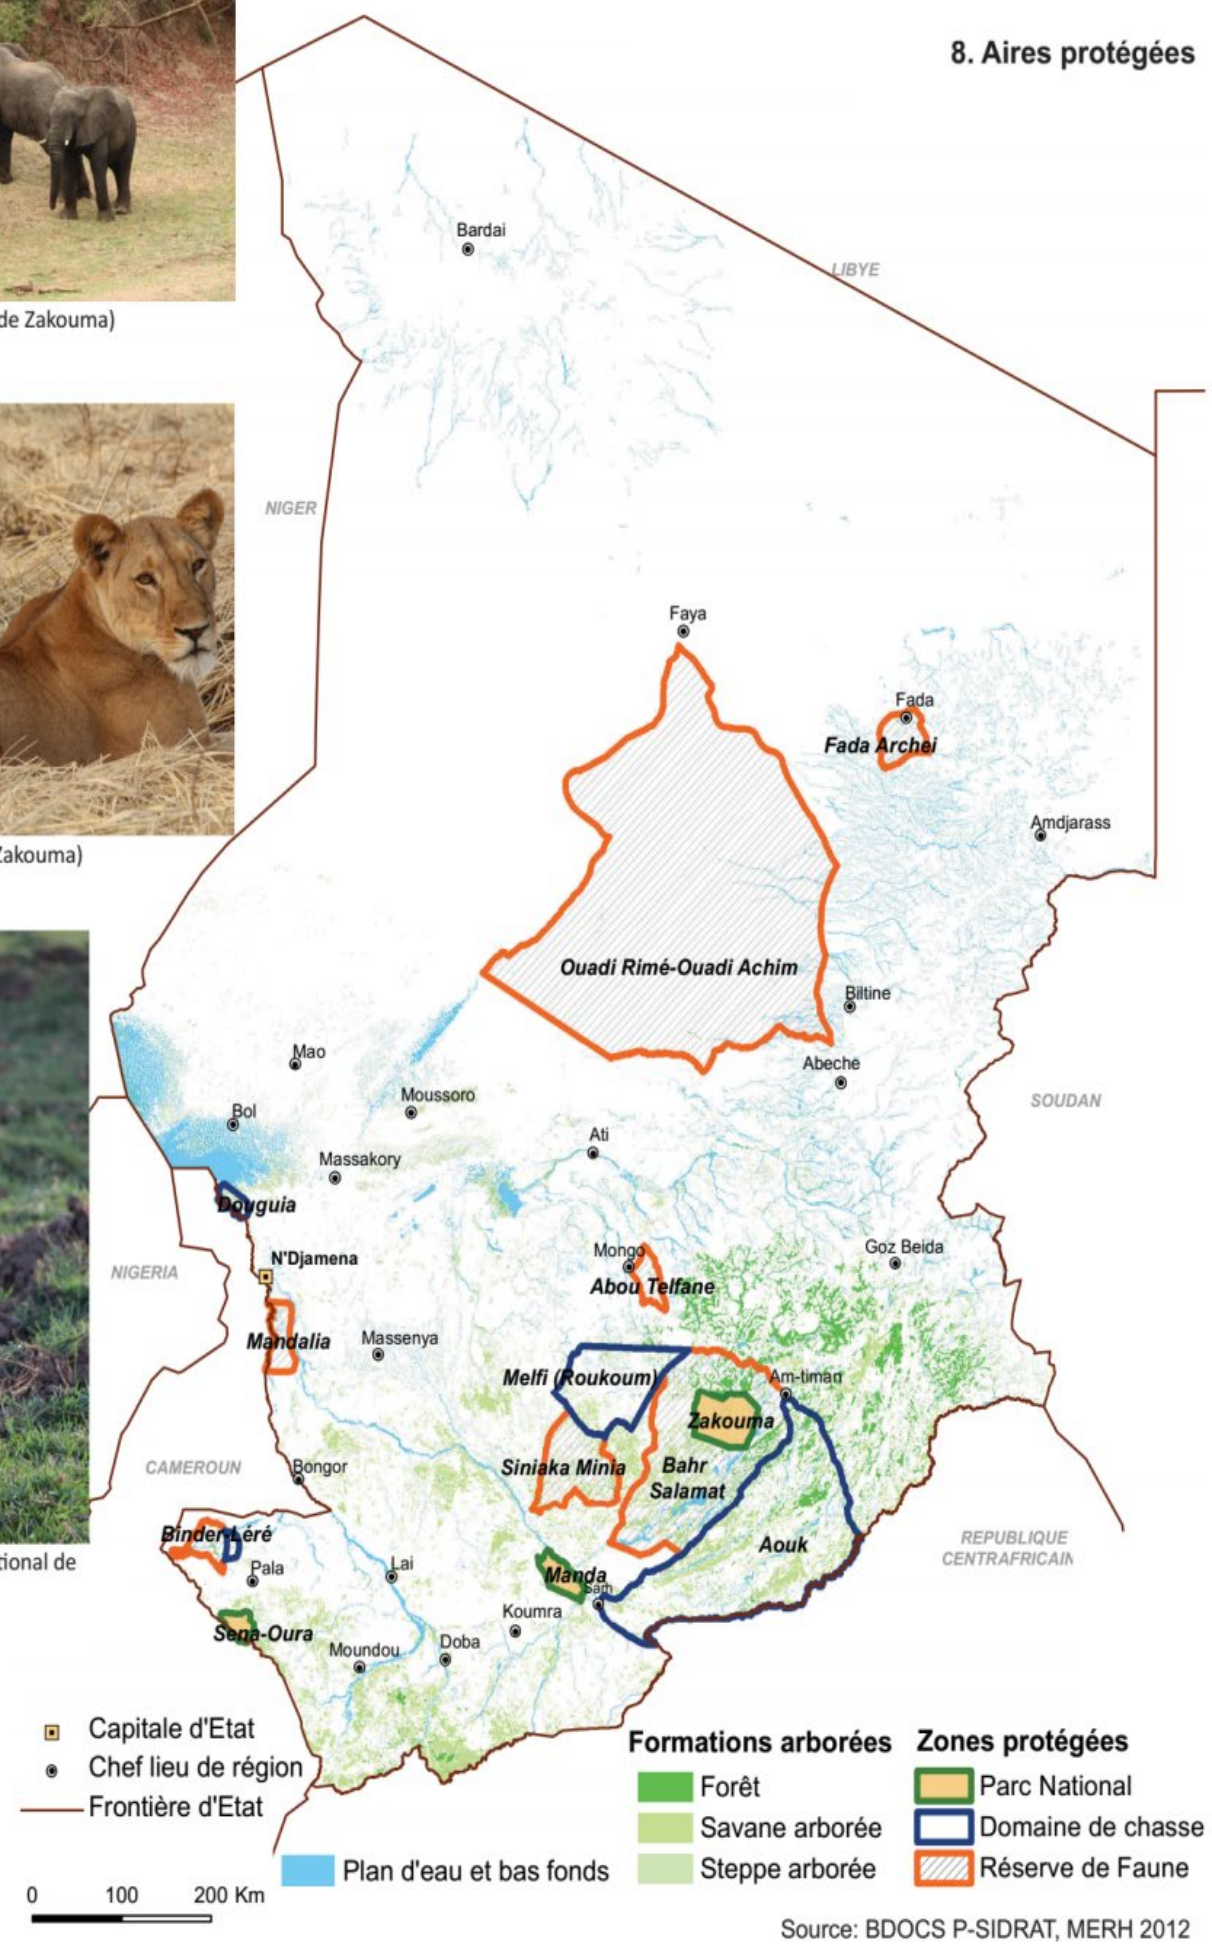 8. Aires protégées
de Zakouma)
Zakouma)
tional de
LIBYE
NIGER
SOUDAN
NIGERIA
CAMEROUN
REPUBLIQUE
CENTRAFRICAIN
Bardai
Faya
Fada
Fada Archei
Amdjarass
Ouadi Rimé-Ouadi Achim
Biltine
Mao
Abeche
Moussoro
Bol
Ati
Massakory
Douguia
N'Djamena
Mongo
Goz Beida
Abou Telfane
Mandalia
Massenya
Melfi (Roukoum)
Am-timan
Zakouma
Siniaka Minia
Bahr
Salamat
Bongor
Binder-Léré
Aouk
Pala
Lai
Manda
Sarh
Koumra
Sena-Oura
Moundou
Doba
Capitale d'Etat
Chef lieu de région
Frontière d'Etat
0 100 200 Km
Plan d'eau et bas fonds
Formations arborées
Forêt
Savane arborée
Steppe arborée
Zones protégées
Parc National
Domaine de chasse
Réserve de Faune
Source: BDOCS P-SIDRAT, MERH 2012